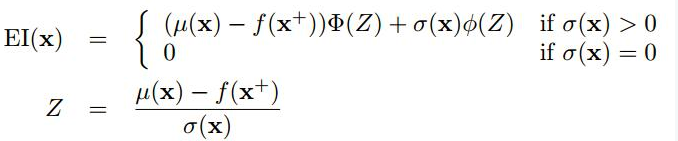 EI(x) = { (μ(x) − f(x⁺))Φ(Z) + σ(x)ϕ(Z) if σ(x) > 0
0 if σ(x) = 0
Z = (μ(x) − f(x⁺)) / σ(x)